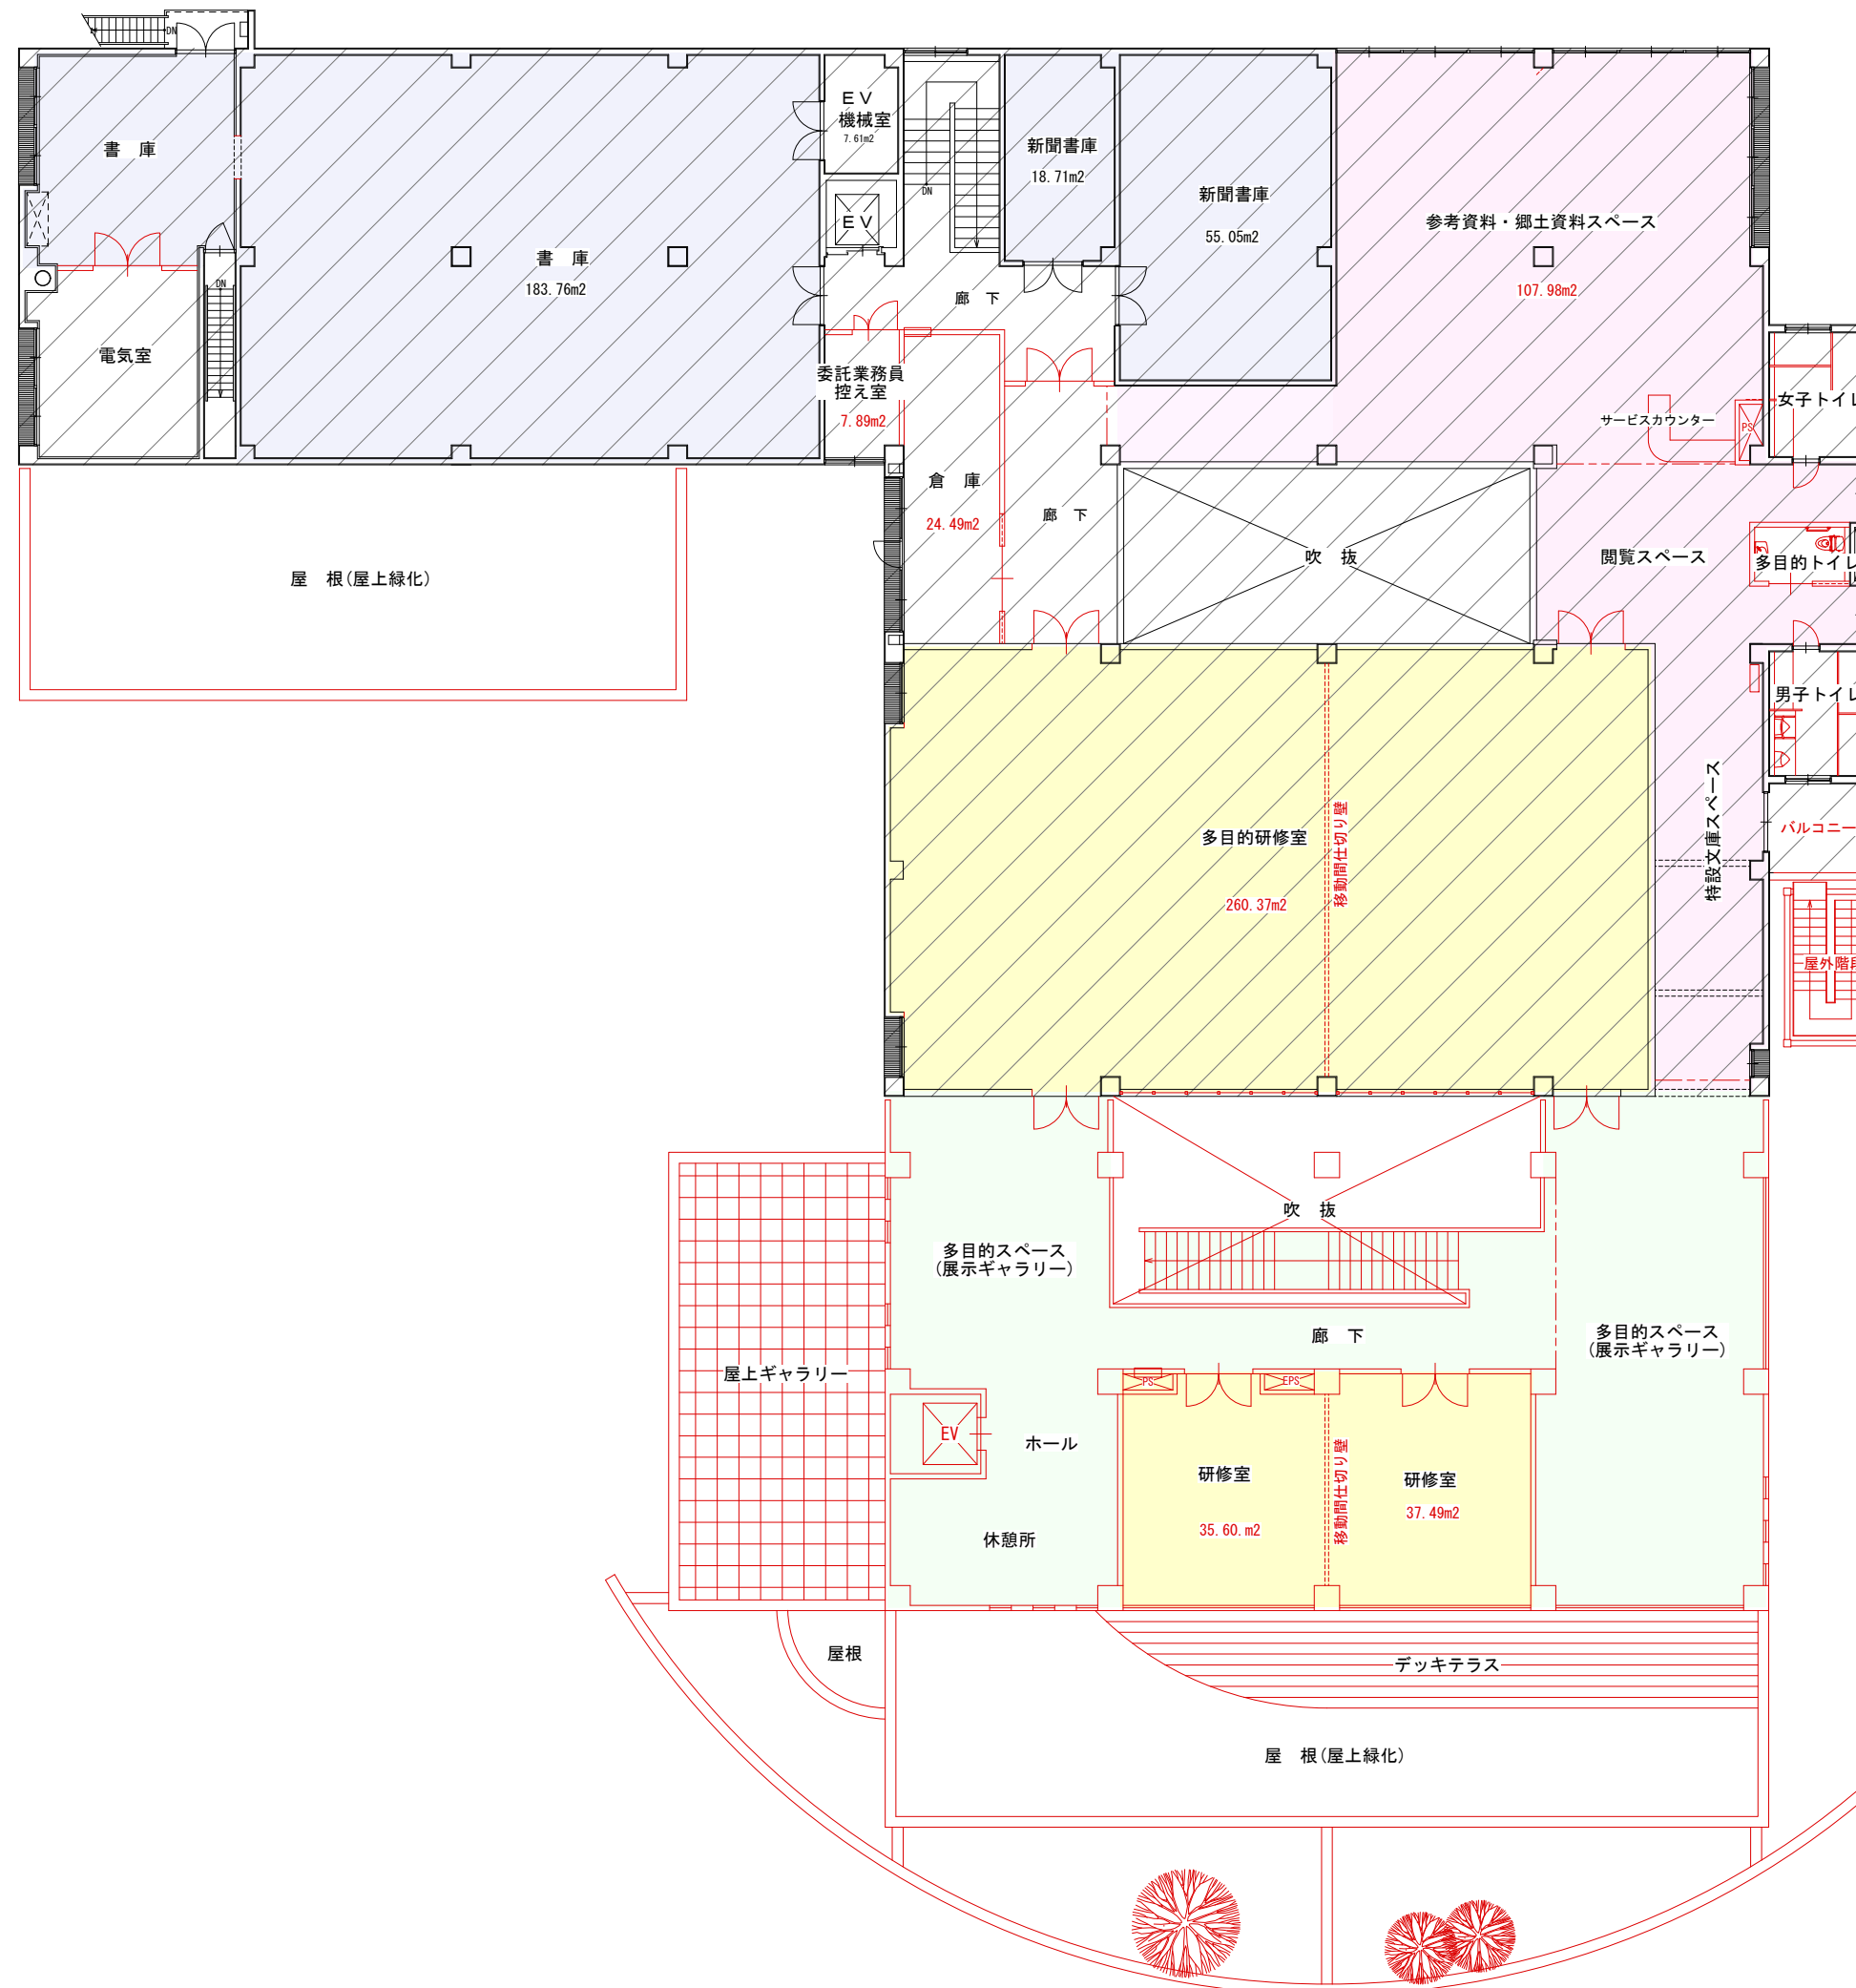 DN
書　庫
書　庫
183.76m2
DN
電気室
ＥＶ
機械室
7.61m2
EV
DN
新聞書庫
18.71m2
新聞書庫
55.05m2
参考資料・郷土資料スペース
107.98m2
廊　下
委託業務員
控え室
7.89m2
サービスカウンター
PS
女子トイレ
倉　庫
24.49m2
廊　下
吹　抜
閲覧スペース
多目的トイレ
屋　根(屋上緑化)
男子トイレ
多目的研修室
260.37m2
移動間仕切り壁
特設文庫スペース
バルコニー
屋外階段
吹　抜
多目的スペース
(展示ギャラリー)
廊　下
多目的スペース
(展示ギャラリー)
屋上ギャラリー
PS
EPS
EV
ホール
研修室
35.60.m2
移動間仕切り壁
研修室
37.49m2
休憩所
屋根
デッキテラス
屋　根(屋上緑化)